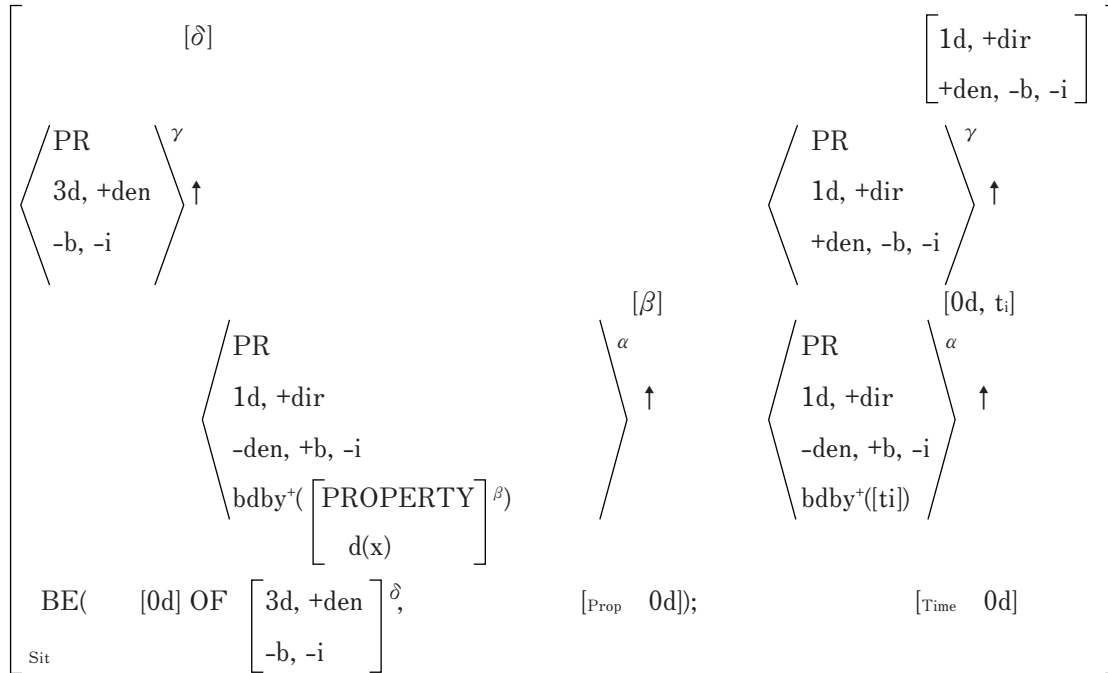 [δ] [1d, +dir
+den, –b, –i]
⟨PR ⟩γ ↑ ⟨PR ⟩γ ↑
3d, +den 1d, +dir
–b, –i +den, –b, –i
[β] [0d, ti]
⟨PR ⟩α ↑ ⟨PR ⟩α ↑
1d, +dir 1d, +dir
–den, +b, –i –den, +b, –i
bdby+([PROPERTY]β) bdby+([ti])
d(x)
BE( [0d] OF [3d, +den]δ, [Prop 0d]); [Time 0d]
Sit –b, –i